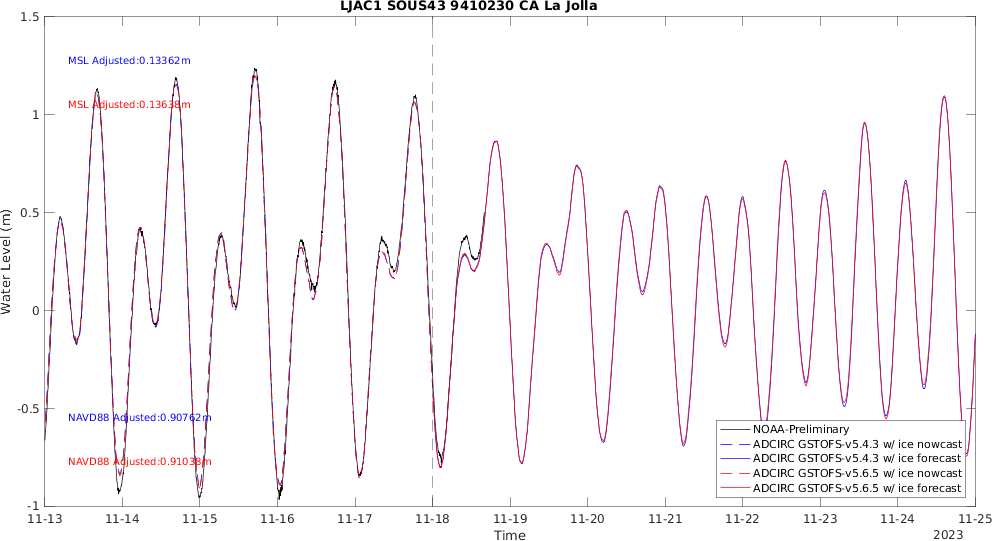 LJAC1 SOUS43 9410230 CA La Jolla
1.5
1
0.5
0
-0.5
-1
Water Level (m)
MSL Adjusted:0.13362m
MSL Adjusted:0.13638m
NAVD88 Adjusted:0.90762m
NAVD88 Adjusted:0.91038m
NOAA-Preliminary
ADCIRC GSTOFS-v5.4.3 w/ ice nowcast
ADCIRC GSTOFS-v5.4.3 w/ ice forecast
ADCIRC GSTOFS-v5.6.5 w/ ice nowcast
ADCIRC GSTOFS-v5.6.5 w/ ice forecast
11-13 11-14 11-15 11-16 11-17 11-18 11-19 11-20 11-21 11-22 11-23 11-24 11-25
Time
2023